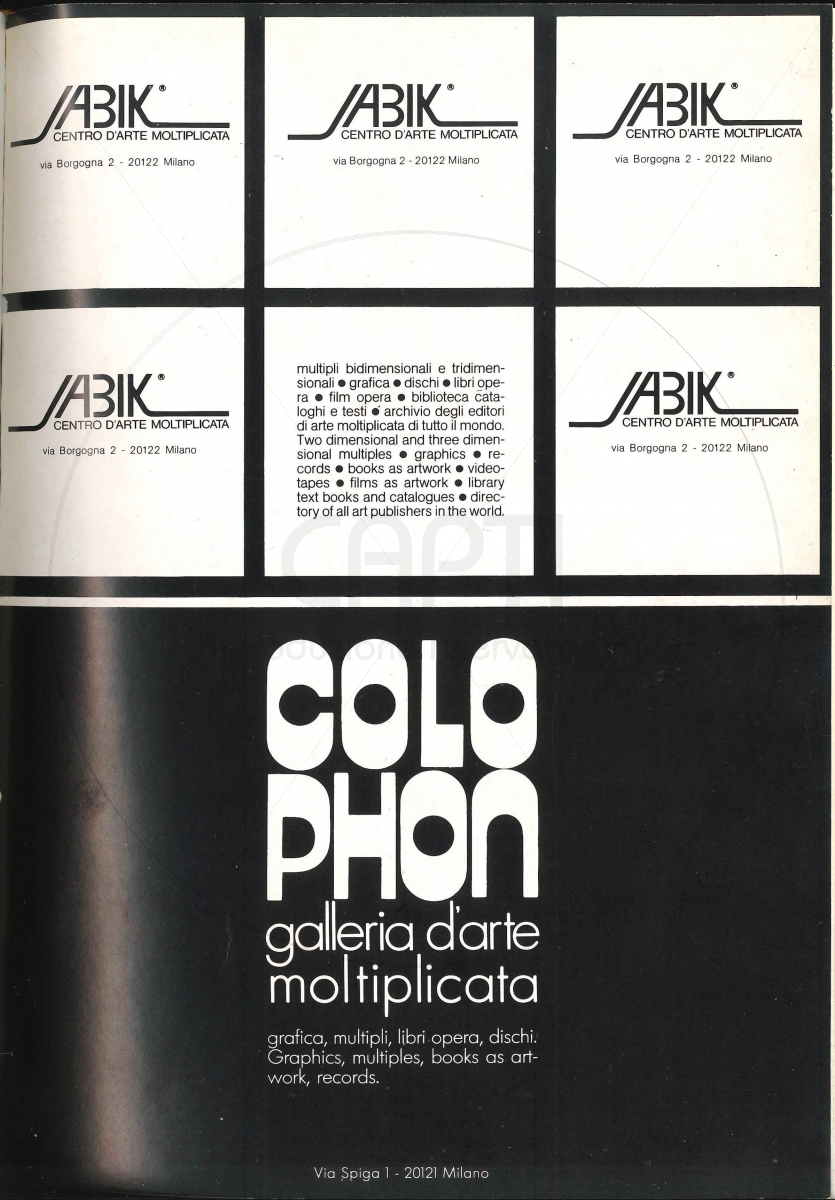 JABIK®
CENTRO D'ARTE MOLTIPLICATA
via Borgogna 2 - 20122 Milano
JABIK®
CENTRO D'ARTE MOLTIPLICATA
via Borgogna 2 - 20122 Milano
JABIK®
CENTRO D'ARTE MOLTIPLICATA
via Borgogna 2 - 20122 Milano
JABIK®
CENTRO D'ARTE MOLTIPLICATA
via Borgogna 2 - 20122 Milano
multipli bidimensionali e tridimen-
sionali ● grafica ● dischi ● libri ope-
ra ● film opera ● biblioteca cata-
loghi e testi ● archivio degli editori
di arte moltiplicata di tutto il mondo.
Two dimensional and three dimen-
sional multiples ● graphics ● re-
cords ● books as artwork ● video-
tapes ● films as artwork ● library
text books and catalogues ● direc-
tory of all art publishers in the world.
JABIK®
CENTRO D'ARTE MOLTIPLICATA
via Borgogna 2 - 20122 Milano
CAPTI
COLO
PHON
galleria d'arte
moltiplicata
grafica, multipli, libri opera, dischi.
Graphics, multiples, books as art-
work, records.
Via Spiga 1 - 20121 Milano